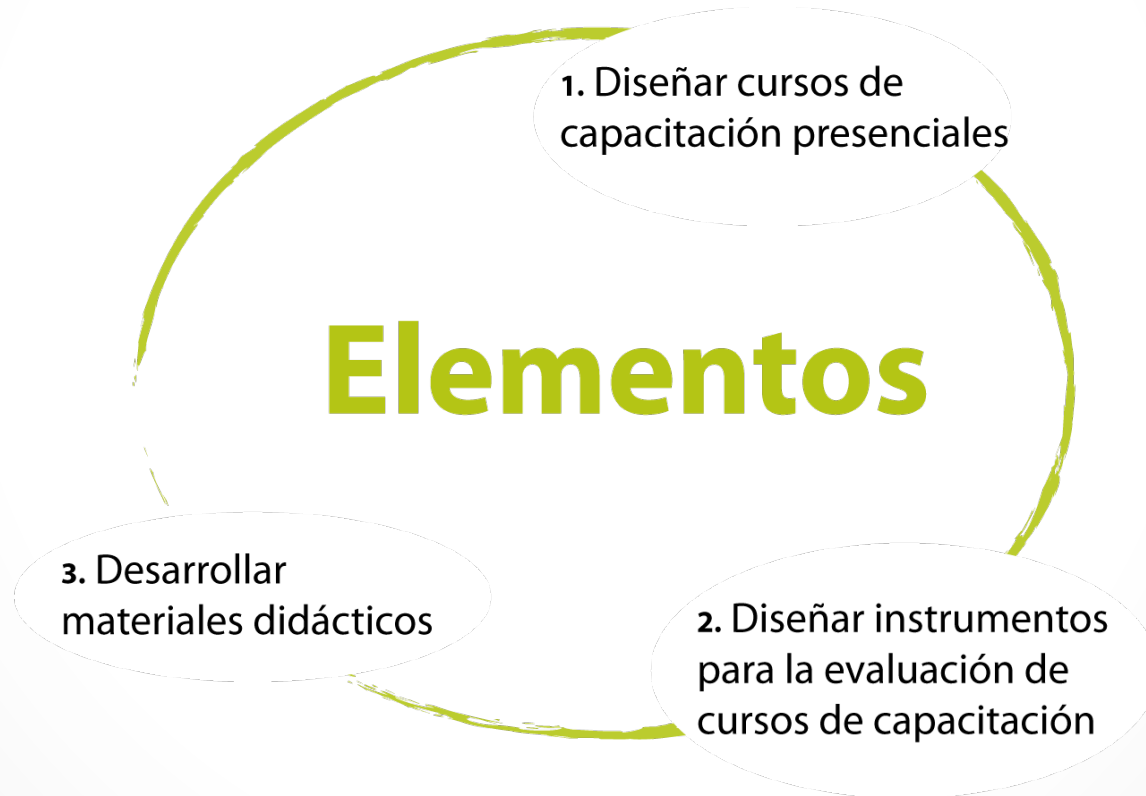 1. Diseñar cursos de
capacitación presenciales
Elementos
3. Desarrollar
materiales didácticos
2. Diseñar instrumentos
para la evaluación de
cursos de capacitación